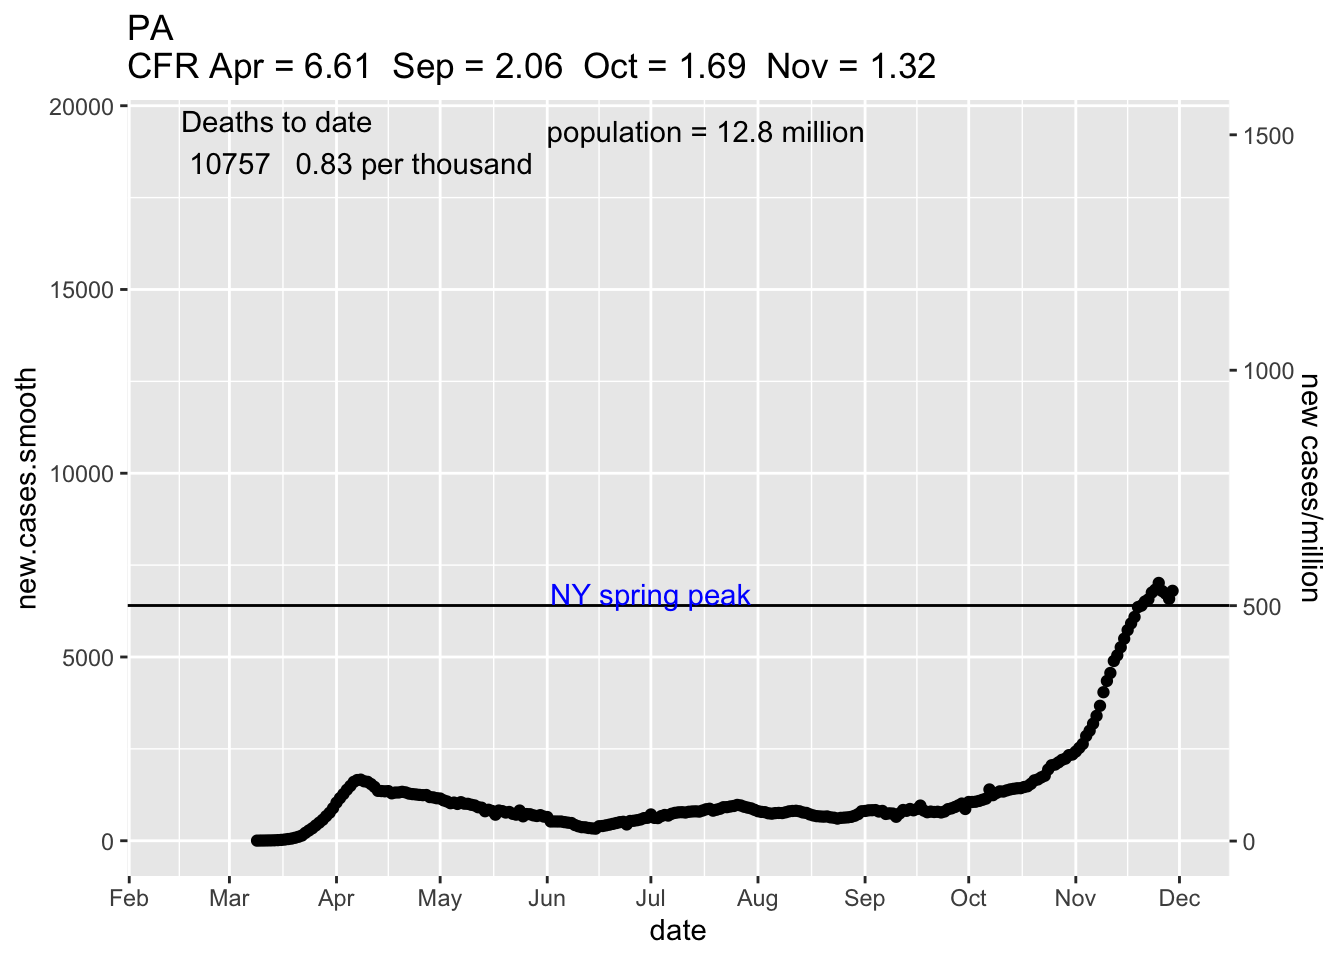 PA
CFR Apr = 6.61  Sep = 2.06  Oct = 1.69  Nov = 1.32
Deaths to date
10757   0.83 per thousand
population = 12.8 million
20000
15000
10000
5000
0
new.cases.smooth
NY spring peak
1500
1000
500
0
new cases/million
Feb Mar Apr May Jun Jul Aug Sep Oct Nov Dec
date